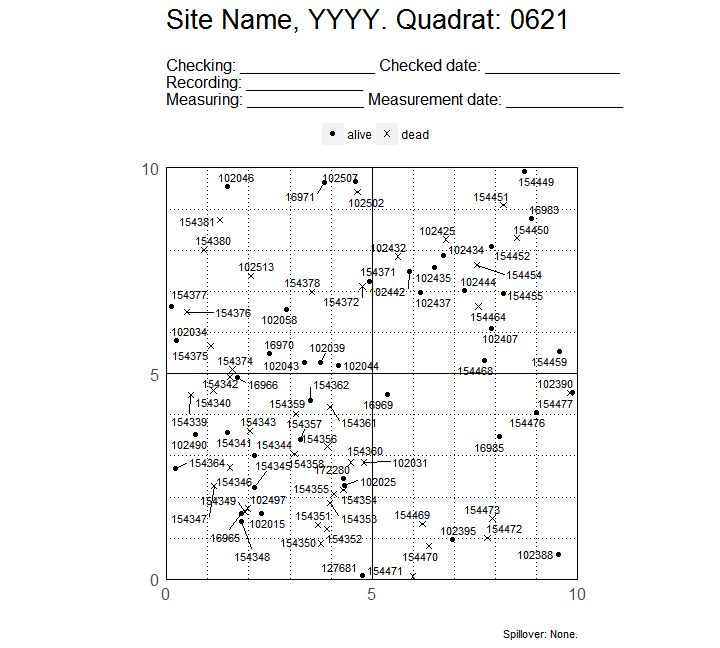 Site Name, YYYY. Quadrat: 0621
Checking: _______________ Checked date: _______________
Recording: _____________
Measuring: _____________ Measurement date: _____________
alive dead
10
102046 102507 154449
16971 102502 154451 16983
154381 102425 154450
154380 102432 102434 154452
102513 154371 102435 154454
154378 102442 102444
154377 154372 102437 154455
154376 102058 154464
102034 102407
154375 16970 102039
154374 102043 102044 154468 154459
5
154342 16966 154362 102390
154340 154359 16969 154477
154339 154343 154357 154361 154476
102490 154341 154344 154356 16985
154364 154345 154358 154360 102031
154346 172280 102025
154349 102497 154355 154354
154347 102015 154351 154353 154469 154473
16965 154350 154352 102395 154472
154348 154470 102388
127681 154471
0
0 5 10
Spillover: None.